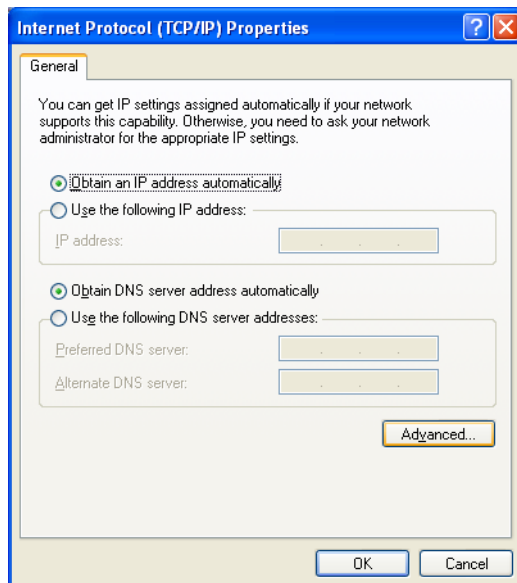 Internet Protocol (TCP/IP) Properties
General
You can get IP settings assigned automatically if your network
supports this capability. Otherwise, you need to ask your network
administrator for the appropriate IP settings.
Obtain an IP address automatically
Use the following IP address:
IP address:
Obtain DNS server address automatically
Use the following DNS server addresses:
Preferred DNS server:
Alternate DNS server:
Advanced...
OK Cancel